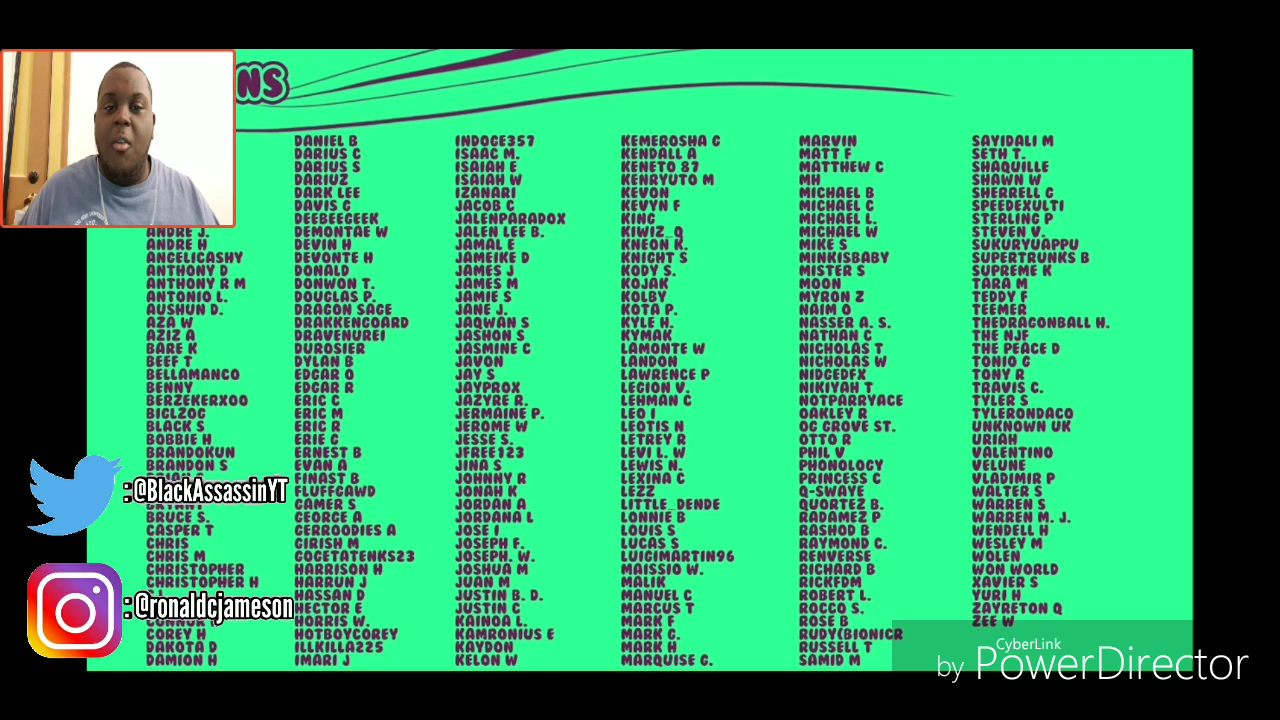 NS
ANDRE J.
ANDRE H
ANGELICASHY
ANTHONY D
ANTHONY R M
ANTONIO L.
AUSHUN D.
AZA W
AZIZ A
BARE K
BEEF T
BELLAMANCO
BENNY
BERZEKERXOO
BIGLZOG
BLACK S
BOBBIE H
BRANDOKUN
BRANDON S
: @BlackAssassinYT
BRUCE S.
CASPER T
CHRIS
CHRIS M
CHRISTOPHER
CHRISTOPHER H
: @ronaldcjameson
COREY H
DAKOTA D
DAMION H
DANIEL B
DARIUS C
DARIUS S
DARIUZ
DARK LEE
DAVIS G
DEEBEEGEEK
DEMONTAE W
DEVIN H
DEVONTE H
DONALD
DONWON T.
DOUGLAS P.
DRAGON SAGE
DRAKKENGOARD
DRAVENUREI
DUROSIER
DYLAN B
EDGAR O
EDGAR R
ERIC C
ERIC M
ERIC R
ERIE G
ERNEST B
EVAN A
FINAST B
FLUFFGAWD
GAMER S
GEORGE A
GERROODIES A
GIRISH M
GOGETATENKS23
HARRISON H
HARRUN J
HASSAN D
HECTOR E
HORRIS W.
HOTBOYCOREY
ILLKILLA225
IMARI J
INDOGE357
ISAAC M.
ISAIAH E
ISAIAH W
IZANARI
JACOB C
JALENPARADOX
JALEN LEE B.
JAMAL E
JAMEIKE D
JAMES J
JAMES M
JAMIE S
JANE J.
JAQWAN S
JASHON S
JASMINE C
JAVON
JAY S
JAYPROX
JAZYRE R.
JERMAINE P.
JEROME W
JESSE S.
JFREE123
JINA S
JOHNNY R
JONAH K
JORDAN A
JORDANA L
JOSE I
JOSEPH F.
JOSEPH. W.
JOSHUA M
JUAN M
JUSTIN B. D.
JUSTIN C
KAINOA L.
KAMRONIUS E
KAYDON
KELON W
KEMEROSHA G
KENDALL A
KENETO 87
KENRYUTO M
KEVON
KEVYN F
KING
KIWIZ_Q
KNEON K.
KNIGHT S
KODY S.
KOJAK
KOLBY
KOTA P.
KYLE H.
KYMAK
LAMONTE W
LANDON
LAWRENCE P
LEGION V.
LEHMAN C
LEO I
LEOTIS N
LETREY R
LEVI L. W
LEWIS N.
LEXINA C
LEZZ
LITTLE_DENDE
LONNIE B
LOUIS S
LUCAS S
LUIGIMARTIN96
MAISSIO W.
MALIK
MANUEL C
MARCUS T
MARK F
MARK G.
MARK H
MARQUISE G.
MARVIN
MATT F
MATTHEW C
MH
MICHAEL B
MICHAEL C
MICHAEL L.
MICHAEL W
MIKE S
MINKISBABY
MISTER S
MOON
MYRON Z
NAIM O
NASSER A. S.
NATHAN C
NICHOLAS T
NICHOLAS W
NIDGEDFX
NIKIYAH T
NOTPARRYACE
OAKLEY R
OG GROVE ST.
OTTO R
PHIL V
PHONOLOGY
PRINCESS C
Q-SWAYE
QUORTEZ B.
RADAMEZ P
RASHOD B
RAYMOND C.
RENVERSE
RICHARD B
RICKFDM
ROBERT L.
ROCCO S.
ROSE B
RUDY(BIONICR
RUSSELL T
SAMID M
SAYIDALI M
SETH T.
SHAQUILLE
SHAWN W
SHERRELL G
SPEEDEXULTI
STERLING P
STEVEN V.
SUKURYUAPPU
SUPERTRUNKS B
SUPREME K
TARA M
TEDDY F
TEEMER
THEDRAGONBALL H.
THE NJF
THE PEACE D
TONIO G
TONY R
TRAVIS C.
TYLER S
TYLERONDACO
UNKNOWN UK
URIAH
VALENTINO
VELUNE
VLADIMIR P
WALTER S
WARREN S
WARREN M. J.
WENDELL H
WESLEY M
WOLEN
WON WORLD
XAVIER S
YURI H
ZAYRETON Q
ZEE W
by CyberLink PowerDirector